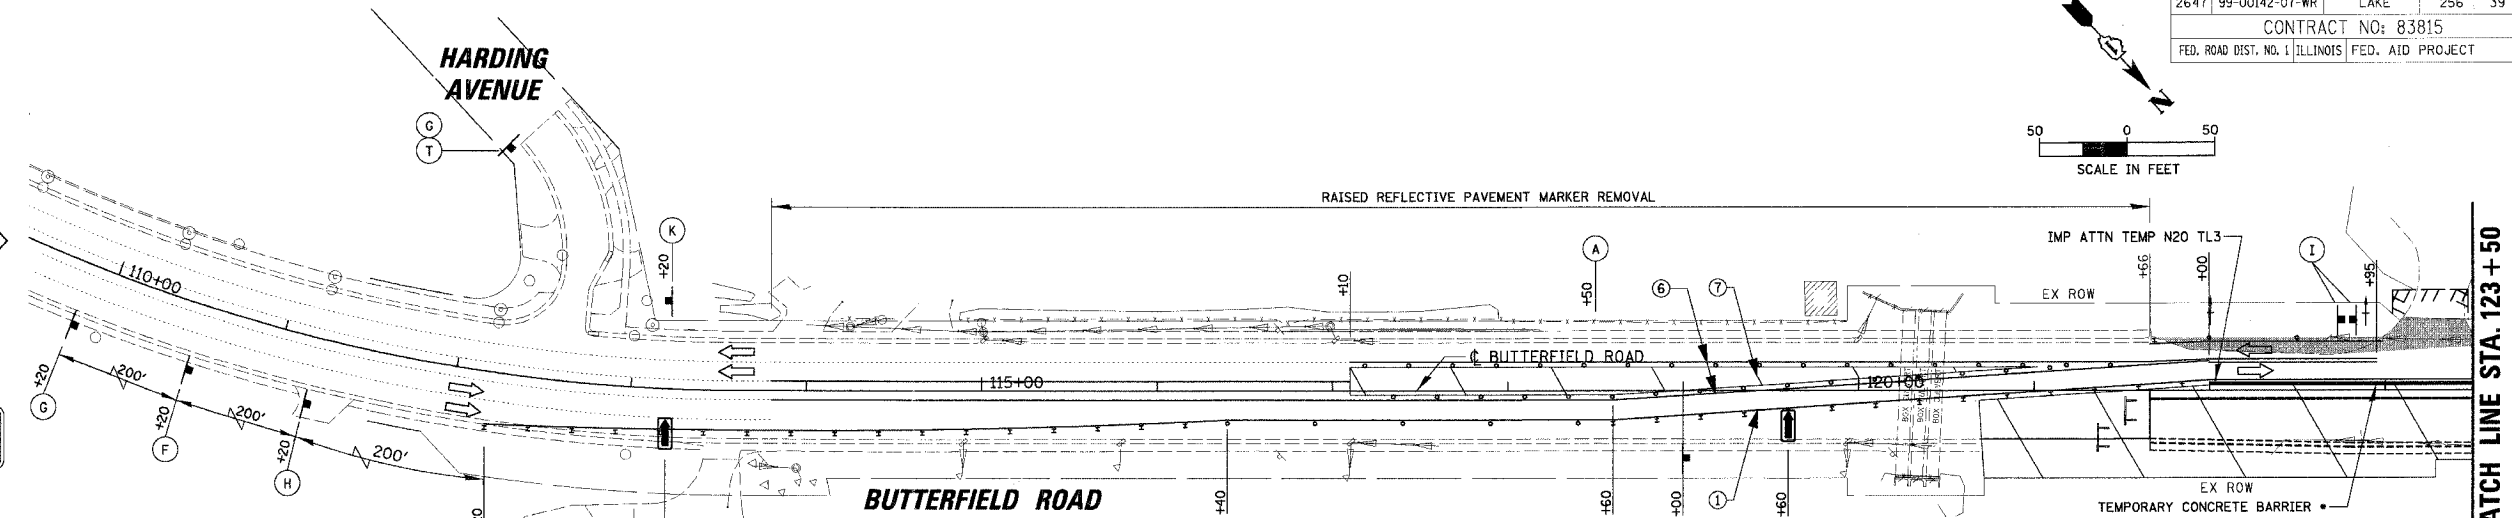 2647 99-00142-07-WR LAKE 256 39
CONTRACT NO: 83815
FED. ROAD DIST. NO. 1 ILLINOIS FED. AID PROJECT
N
50 0 50
SCALE IN FEET
HARDING
AVENUE
G
T
K
+20
RAISED REFLECTIVE PAVEMENT MARKER REMOVAL
A
+50
+10
6
7
IMP ATTN TEMP N20 TL3
+66
+00
I
+95
EX ROW
110+00
℄ BUTTERFIELD ROAD
115+00
120+00
BOX CULVERT
+20
G
200'
+20
F
200'
+20
H
200'
BUTTERFIELD ROAD
+40
+60
+00
1
+60
EX ROW
TEMPORARY CONCRETE BARRIER
MATCH LINE STA. 123+50